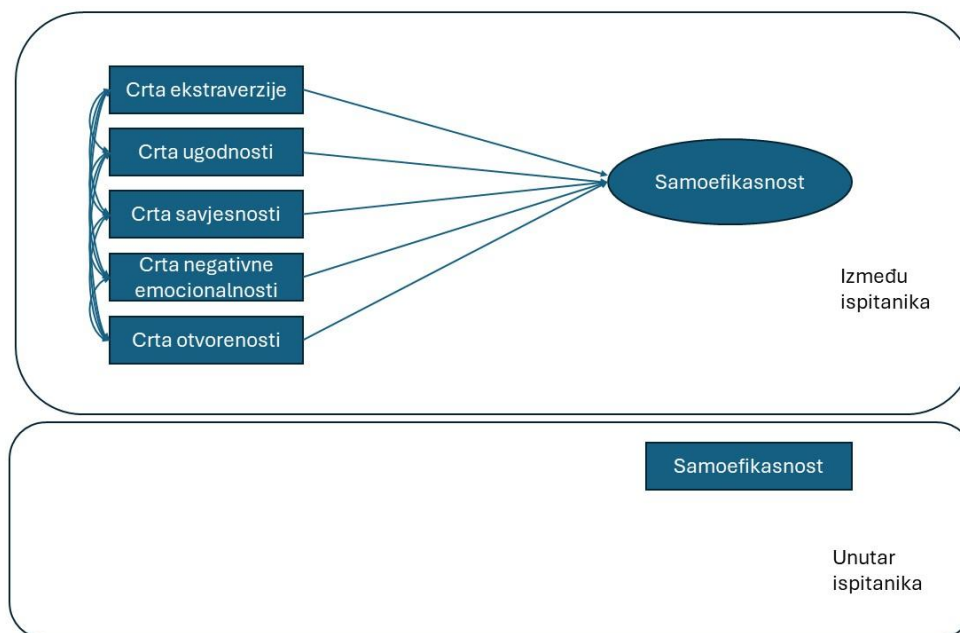 Crta ekstraverzije
Crta ugodnosti
Crta savjesnosti
Crta negativne
emocionalnosti
Crta otvorenosti
Samoefikasnost
Između
ispitanika
Samoefikasnost
Unutar
ispitanika